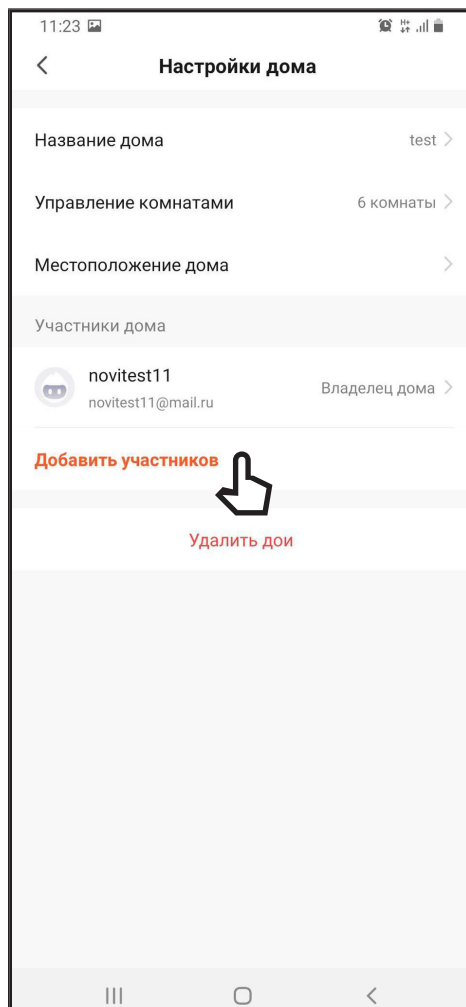 11:23
Настройки дома
Название дома test
Управление комнатами 6 комнаты
Местоположение дома
Участники дома
novitest11
novitest11@mail.ru
Владелец дома
Добавить участников
Удалить дои